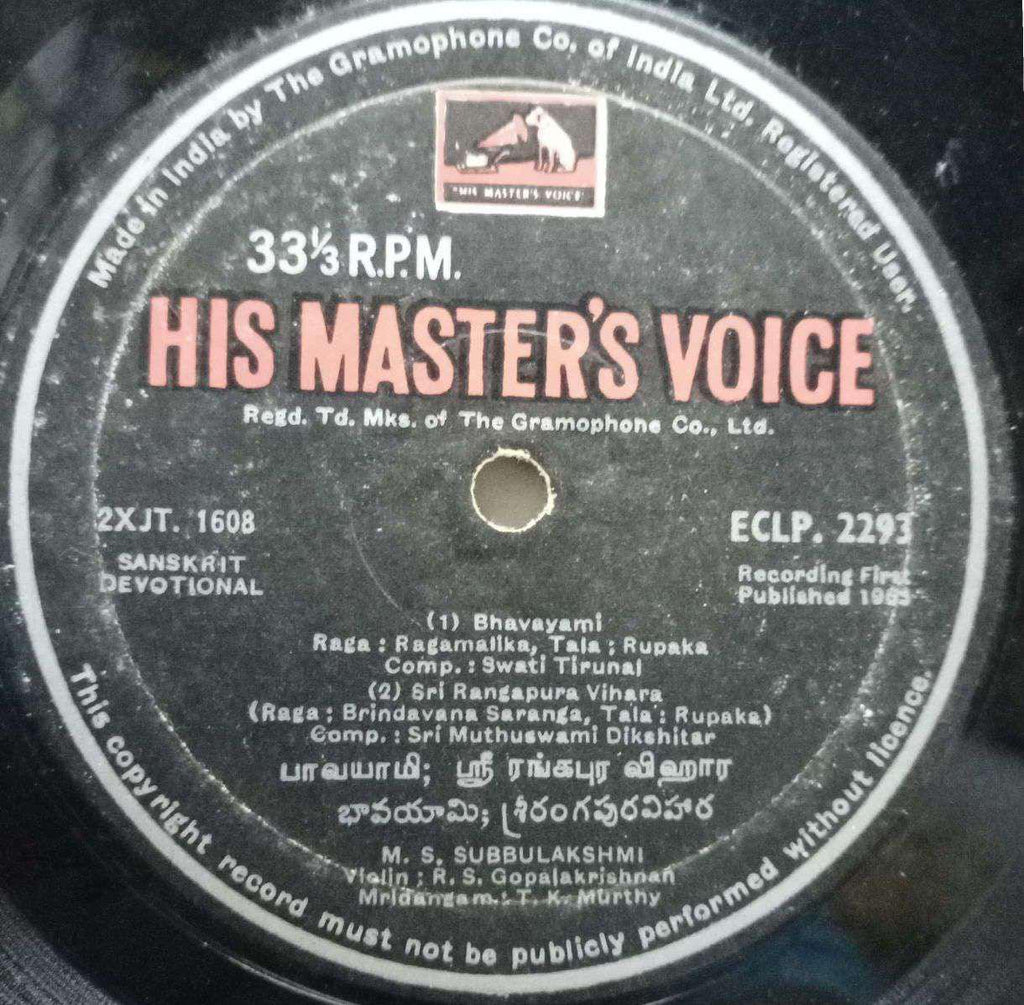 Made in India by The Gramophone Co. of India Ltd. Registered User.
"HIS MASTER'S VOICE"
33⅓ R.P.M.
HIS MASTER'S VOICE
Regd. Td. Mks. of The Gramophone Co., Ltd.
2XJT. 1608
ECLP. 2293
SANSKRIT
DEVOTIONAL
Recording First
Published
(1) Bhavayami
Raga : Ragamalika, Tala : Rupaka
Comp. : Swati Tirunal
(2) Sri Rangapura Vihara
(Raga : Brindavana Saranga, Tala : Rupaka)
Comp. : Sri Muthuswami Dikshitar
பாவயாமி; ஸ்ரீ ரங்கபுர விஹார
భావయామి; శ్రీరంగపురవిహార
M. S. SUBBULAKSHMI
Violin : R. S. Gopalakrishnan
Mridangam : T. K. Murthy
This copyright record must not be publicly performed without licence.